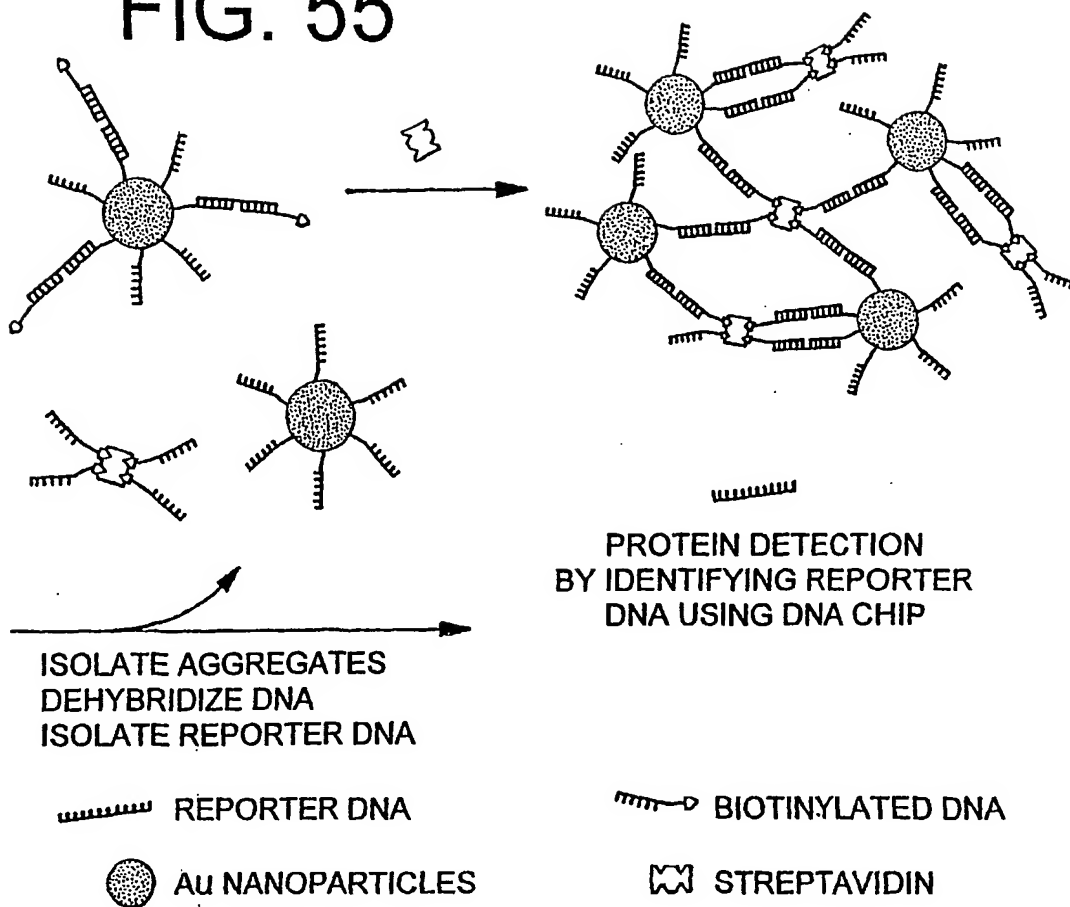 FIG. 55
PROTEIN DETECTION
BY IDENTIFYING REPORTER
DNA USING DNA CHIP
ISOLATE AGGREGATES
DEHYBRIDIZE DNA
ISOLATE REPORTER DNA
REPORTER DNA
BIOTINYLATED DNA
Au NANOPARTICLES
STREPTAVIDIN